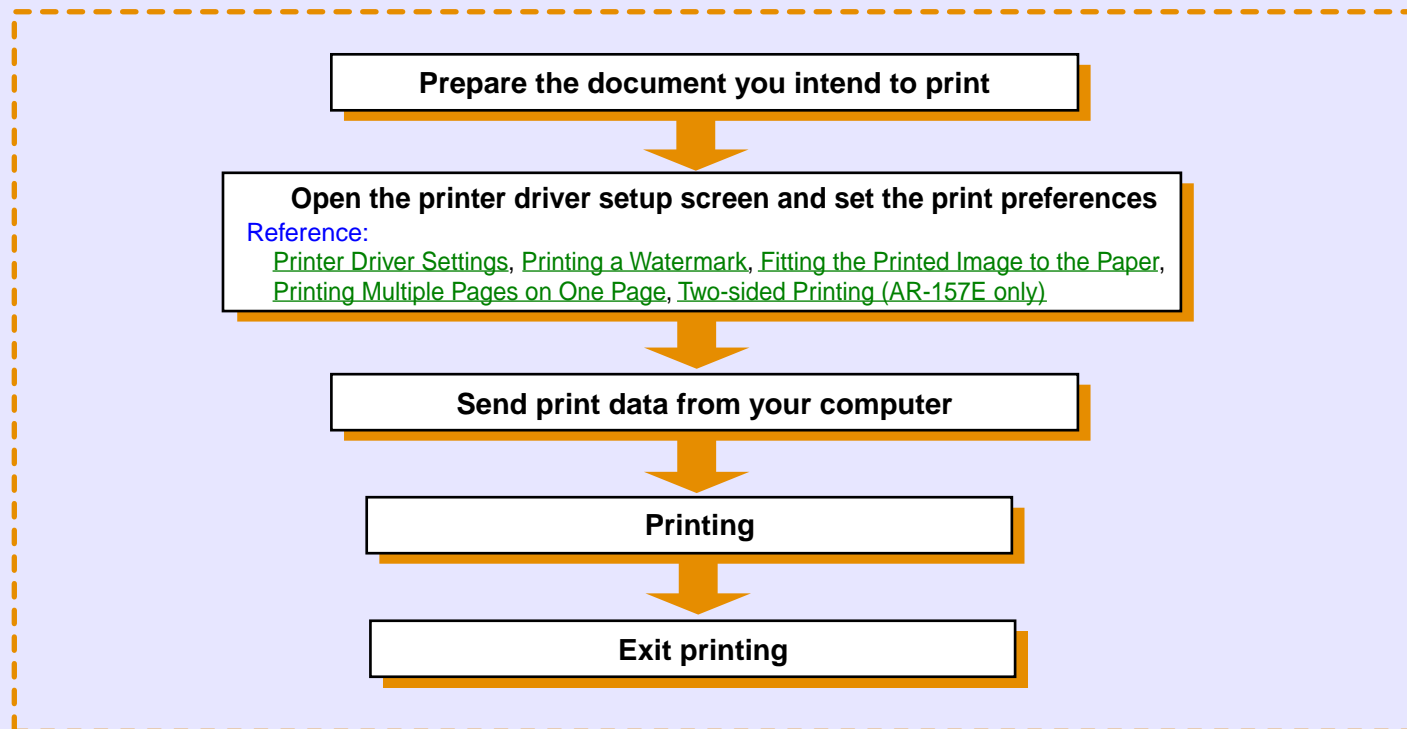 Prepare the document you intend to print
Open the printer driver setup screen and set the print preferences
Reference:
Printer Driver Settings, Printing a Watermark, Fitting the Printed Image to the Paper,
Printing Multiple Pages on One Page, Two-sided Printing (AR-157E only)
Send print data from your computer
Printing
Exit printing